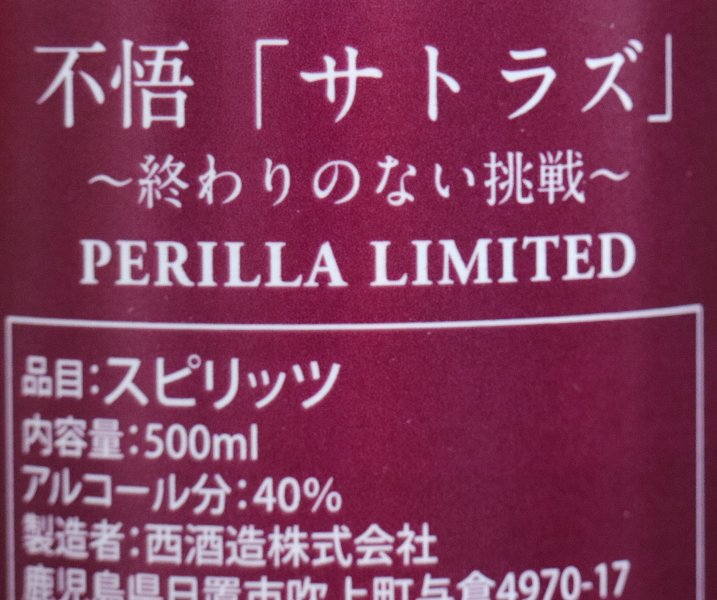 不悟「サトラズ」
～終わりのない挑戦～
PERILLA LIMITED
品目：スピリッツ
内容量：500ml
アルコール分：40%
製造者：西酒造株式会社
鹿児島県日置市吹上町与倉4970-17